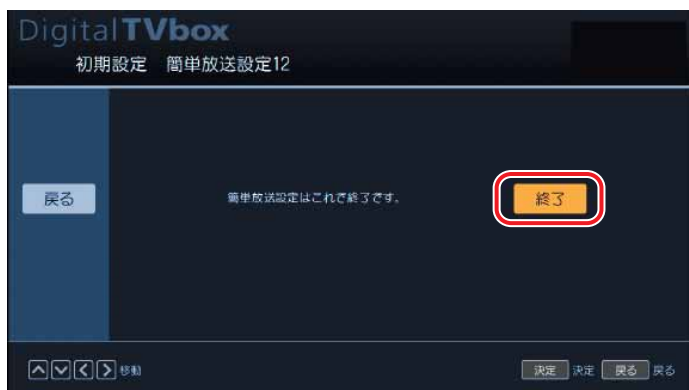 DigitalTVbox
初期設定 簡単放送設定12
戻る
簡単放送設定はこれで終了です。
終了
移動
決定 決定 戻る 戻る